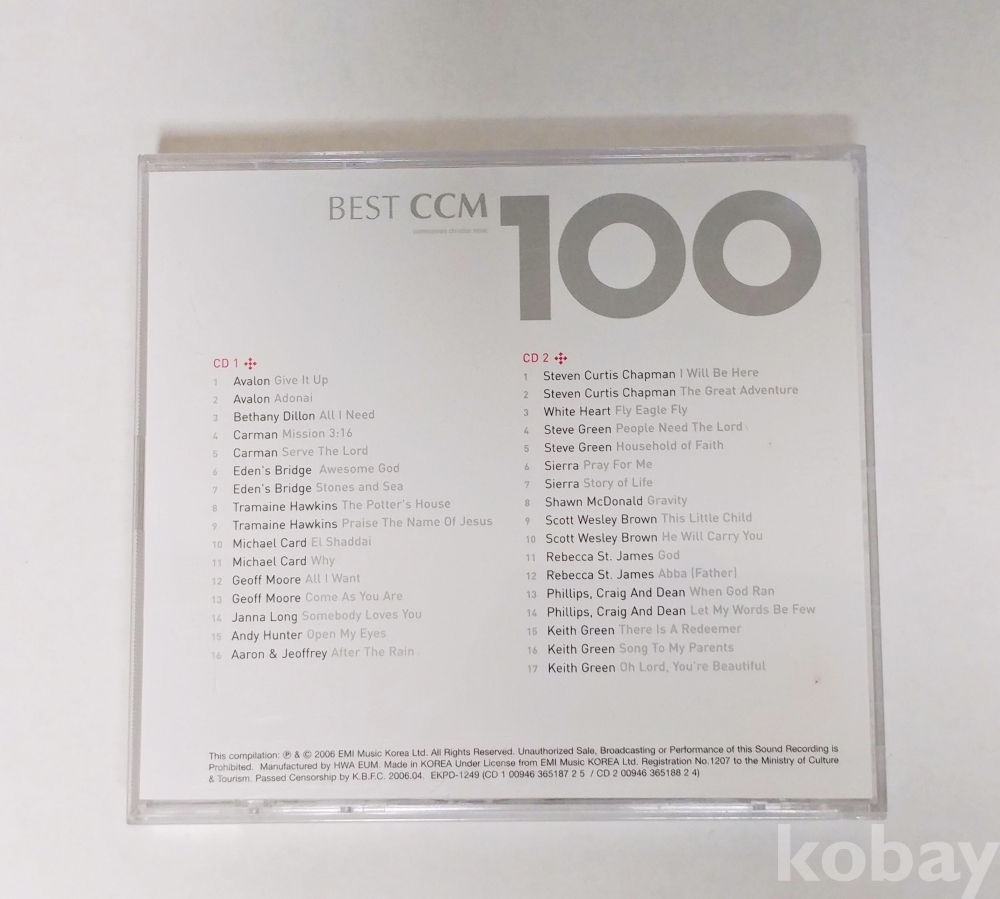 BEST CCM 100
contemporary christian music
CD 1
1 Avalon Give It Up
2 Avalon Adonai
3 Bethany Dillon All I Need
4 Carman Mission 3:16
5 Carman Serve The Lord
6 Eden's Bridge Awesome God
7 Eden's Bridge Stones and Sea
8 Tramaine Hawkins The Potter's House
9 Tramaine Hawkins Praise The Name Of Jesus
10 Michael Card El Shaddai
11 Michael Card Why
12 Geoff Moore All I Want
13 Geoff Moore Come As You Are
14 Janna Long Somebody Loves You
15 Andy Hunter Open My Eyes
16 Aaron & Jeoffrey After The Rain
CD 2
1 Steven Curtis Chapman I Will Be Here
2 Steven Curtis Chapman The Great Adventure
3 White Heart Fly Eagle Fly
4 Steve Green People Need The Lord
5 Steve Green Household of Faith
6 Sierra Pray For Me
7 Sierra Story of Life
8 Shawn McDonald Gravity
9 Scott Wesley Brown This Little Child
10 Scott Wesley Brown He Will Carry You
11 Rebecca St. James God
12 Rebecca St. James Abba (Father)
13 Phillips, Craig And Dean When God Ran
14 Phillips, Craig And Dean Let My Words Be Few
15 Keith Green There Is A Redeemer
16 Keith Green Song To My Parents
17 Keith Green Oh Lord, You're Beautiful
This compilation: ℗ & © 2006 EMI Music Korea Ltd. All Rights Reserved. Unauthorized Sale, Broadcasting or Performance of this Sound Recording is
Prohibited. Manufactured by HWA EUM. Made in KOREA Under License from EMI Music KOREA Ltd. Registration No.1207 to the Ministry of Culture
& Tourism. Passed Censorship by K.B.F.C. 2006.04. EKPD-1249 (CD 1 00946 365187 2 5 / CD 2 00946 365188 2 4)
kobay